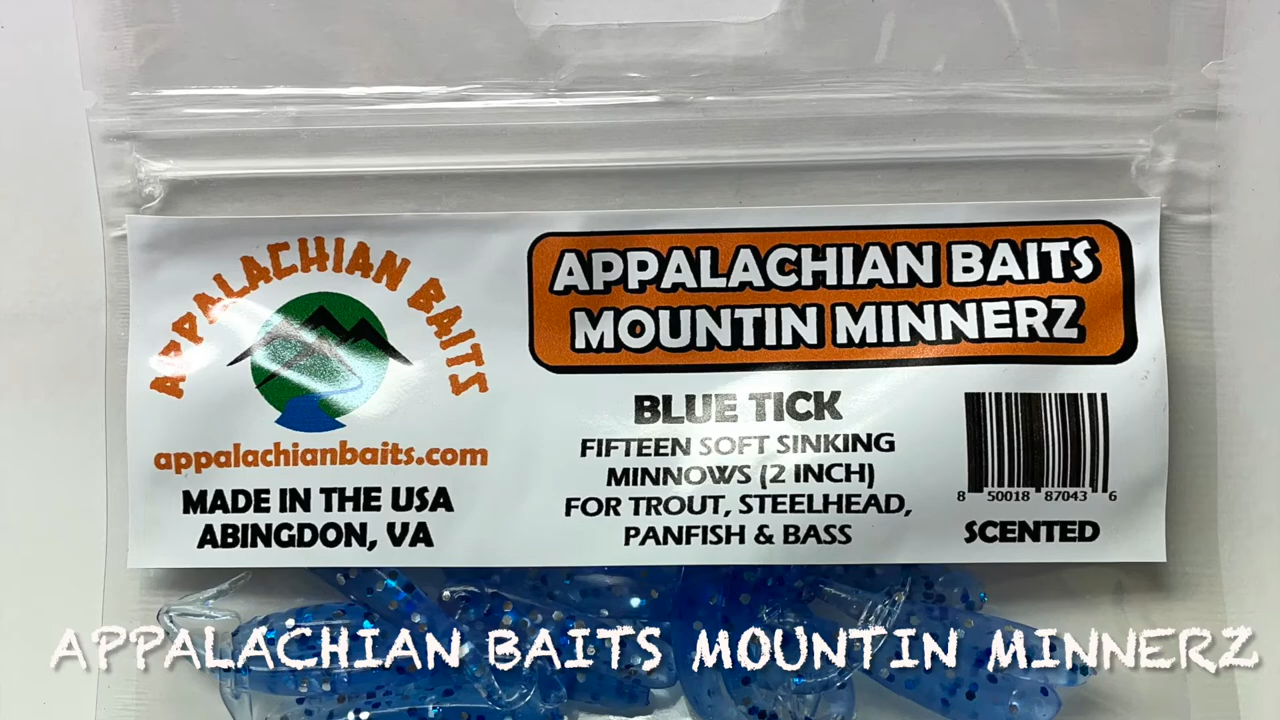 APPALACHIAN BAITS
appalachianbaits.com
MADE IN THE USA
ABINGDON, VA
APPALACHIAN BAITS
MOUNTIN MINNERZ
BLUE TICK
FIFTEEN SOFT SINKING
MINNOWS (2 INCH)
FOR TROUT, STEELHEAD,
PANFISH & BASS
8 50018 87043 6
SCENTED
APPALACHIAN BAITS MOUNTIN MINNERZ